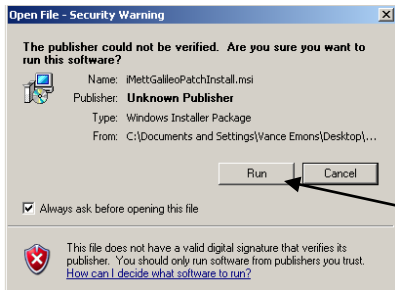 Open File - Security Warning
The publisher could not be verified.  Are you sure you want to
run this software?
Name: iMettGalileoPatchInstall.msi
Publisher: Unknown Publisher
Type: Windows Installer Package
From: C:\Documents and Settings\Vance Emons\Desktop\...
Run Cancel
Always ask before opening this file
This file does not have a valid digital signature that verifies its
publisher.  You should only run software from publishers you trust.
How can I decide what software to run?